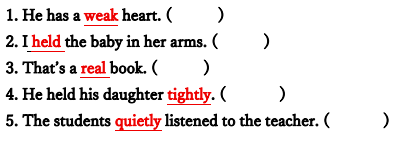 1. He has a weak heart. (          )
2. I held the baby in her arms. (          )
3. That's a real book. (          )
4. He held his daughter tightly. (          )
5. The students quietly listened to the teacher. (          )